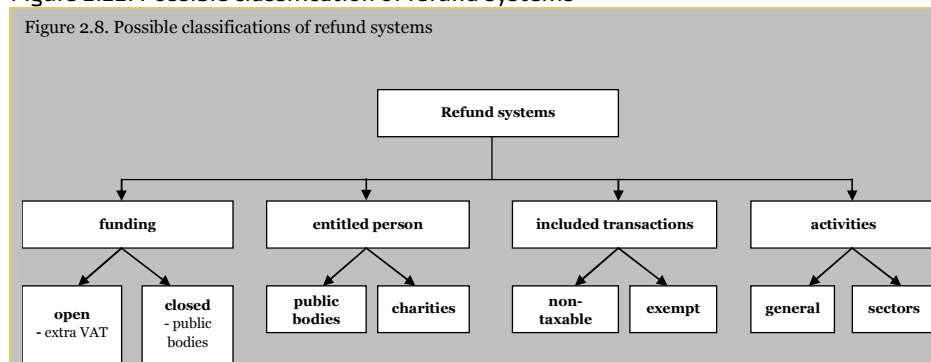 Figure 2.8. Possible classifications of refund systems
Refund systems
funding
entitled person
included transactions
activities
open
- extra VAT
closed
- public
bodies
public
bodies
charities
non-
taxable
exempt
general
sectors